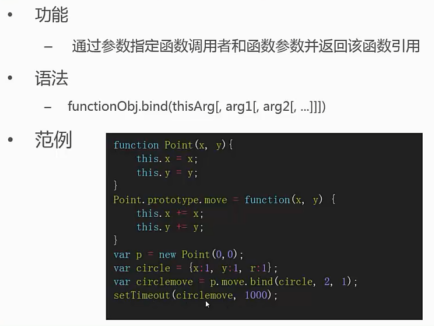 • 功能
– 通过参数指定函数调用者和函数参数并返回该函数引用
• 语法
– functionObj.bind(thisArg[, arg1[, arg2[, ...]]])
• 范例
function Point(x, y){
    this.x = x;
    this.y = y;
}
Point.prototype.move = function(x, y) {
    this.x += x;
    this.y += y;
}
var p = new Point(0,0);
var circle = {x:1, y:1, r:1};
var circlemove = p.move.bind(circle, 2, 1);
setTimeout(circlemove, 1000);